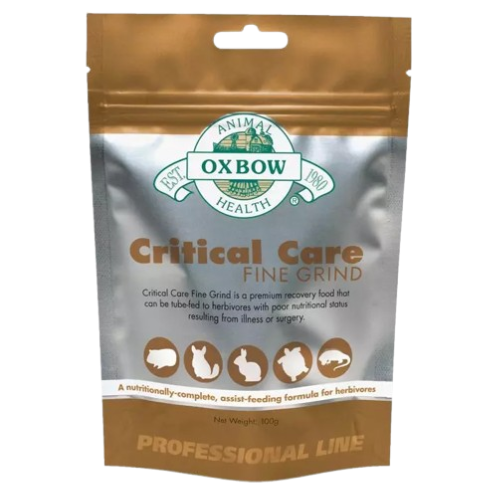 ANIMAL
OXBOW
EST. 1980
HEALTH
®
Critical Care
FINE GRIND
Critical Care Fine Grind is a premium recovery food that
can be tube-fed to herbivores with poor nutritional status
resulting from illness or surgery.
A nutritionally-complete, assist-feeding formula for herbivores
Net Weight: 100g
PROFESSIONAL LINE